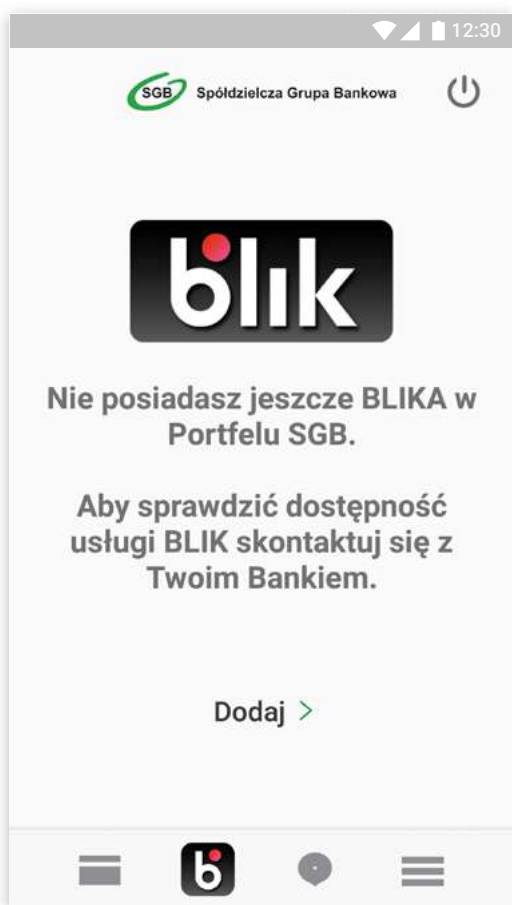 12:30
SGB Spółdzielcza Grupa Bankowa
blik
Nie posiadasz jeszcze BLIKA w
Portfelu SGB.
Aby sprawdzić dostępność
usługi BLIK skontaktuj się z
Twoim Bankiem.
Dodaj >
b